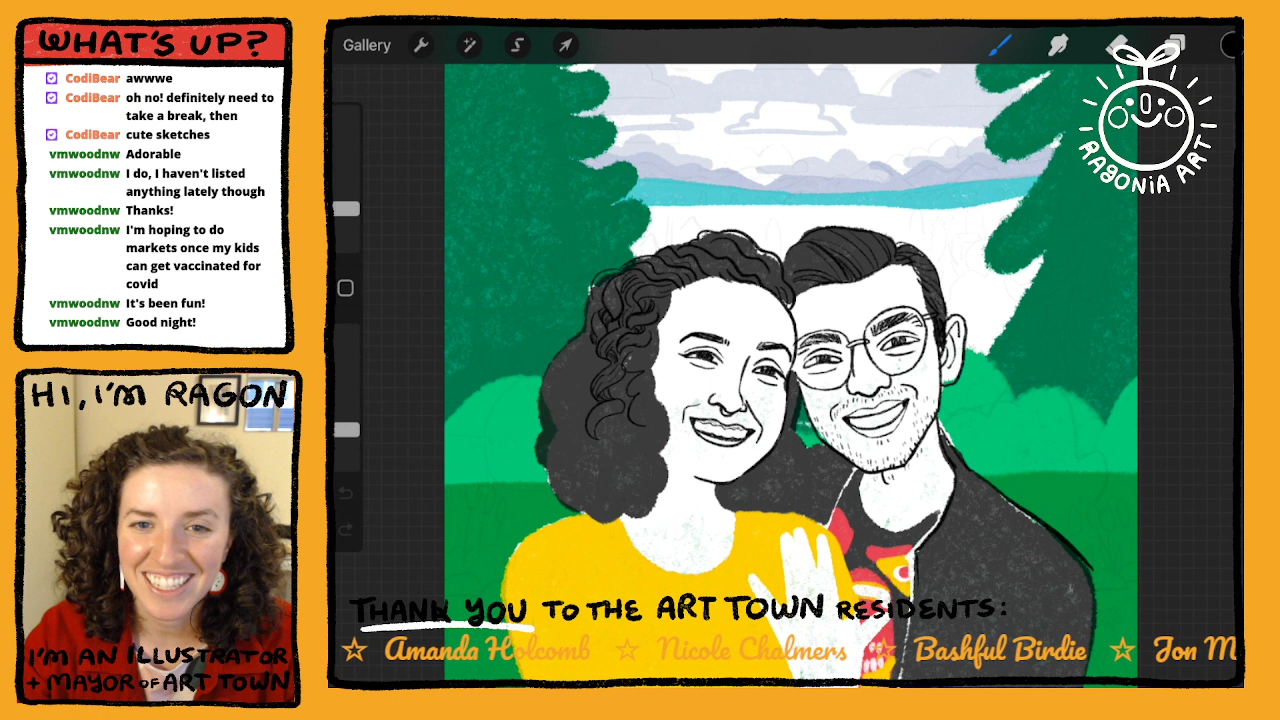 WHAT'S UP?
CodiBear awwwe
CodiBear oh no! definitely need to
take a break, then
CodiBear cute sketches
vmwoodnw Adorable
vmwoodnw I do, I haven't listed
anything lately though
vmwoodnw Thanks!
vmwoodnw I'm hoping to do
markets once my kids
can get vaccinated for
covid
vmwoodnw It's been fun!
vmwoodnw Good night!
HI, I'M RAGON
I'M AN ILLUSTRATOR
+ MAYOR OF ART TOWN
Gallery
RAGONIA ART
THANK YOU TO THE ART TOWN RESIDENTS:
☆ Amanda Holcomb ☆ Nicole Chalmers ☆ Bashful Birdie ☆ Jon M